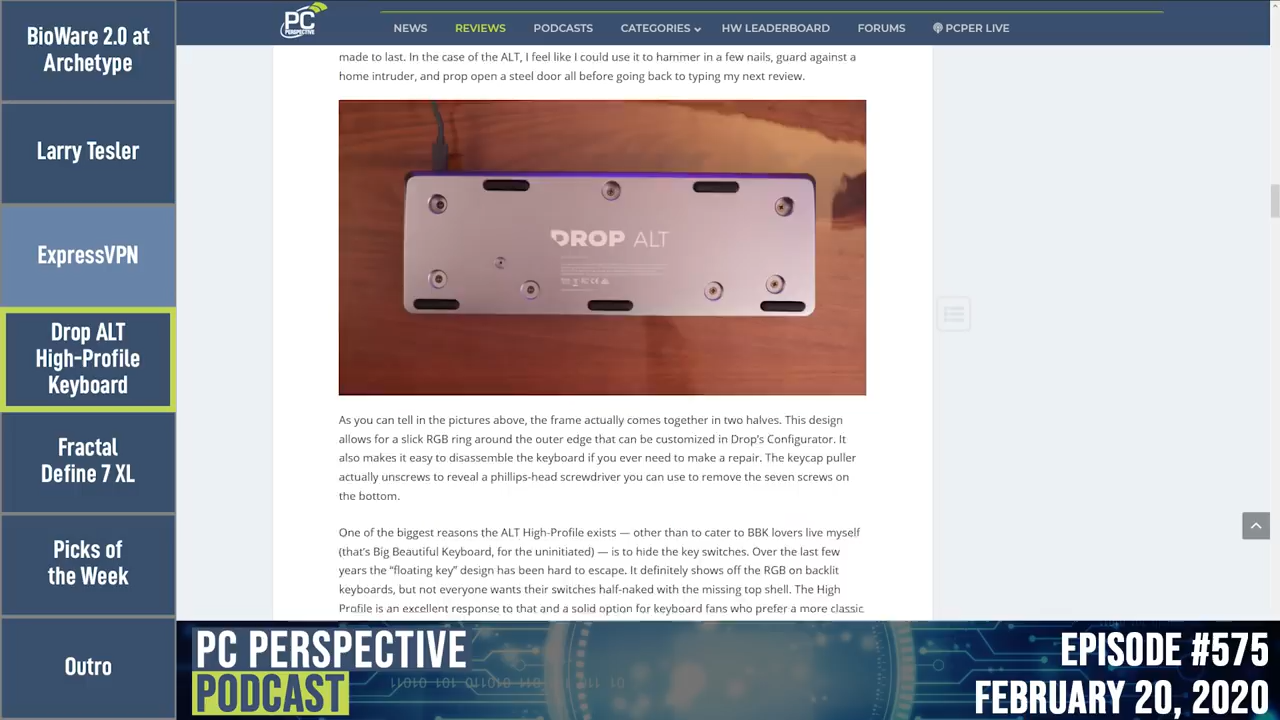 BioWare 2.0 at
Archetype
Larry Tesler
ExpressVPN
Drop ALT
High-Profile
Keyboard
Fractal
Define 7 XL
Picks of
the Week
Outro
PC
PERSPECTIVE
NEWS REVIEWS PODCASTS CATEGORIES HW LEADERBOARD FORUMS PCPER LIVE
made to last. In the case of the ALT, I feel like I could use it to hammer in a few nails, guard against a
home intruder, and prop open a steel door all before going back to typing my next review.
DROP ALT
As you can tell in the pictures above, the frame actually comes together in two halves. This design
allows for a slick RGB ring around the outer edge that can be customized in Drop’s Configurator. It
also makes it easy to disassemble the keyboard if you ever need to make a repair. The keycap puller
actually unscrews to reveal a phillips-head screwdriver you can use to remove the seven screws on
the bottom.
One of the biggest reasons the ALT High-Profile exists — other than to cater to BBK lovers live myself
(that’s Big Beautiful Keyboard, for the uninitiated) — is to hide the key switches. Over the last few
years the “floating key” design has been hard to escape. It definitely shows off the RGB on backlit
keyboards, but not everyone wants their switches half-naked with the missing top shell. The High
Profile is an excellent response to that and a solid option for keyboard fans who prefer a more classic
PC PERSPECTIVE
PODCAST
EPISODE #575
FEBRUARY 20, 2020